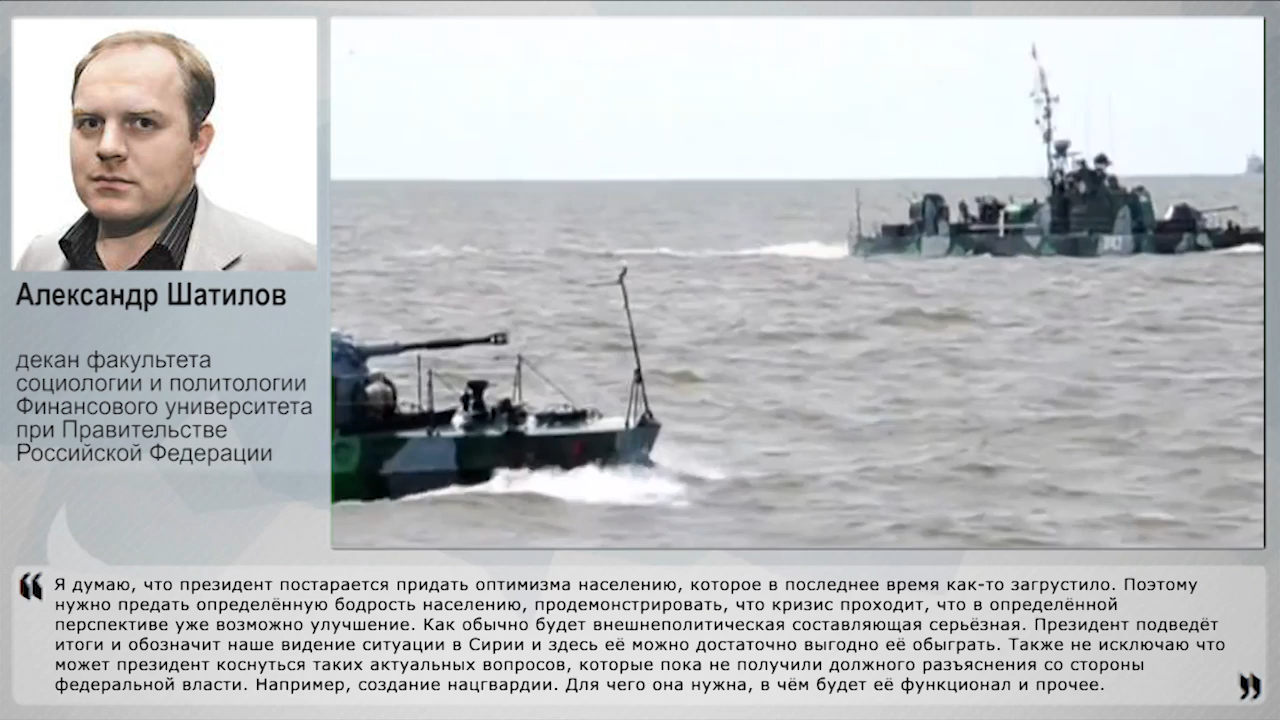 Александр Шатилов
декан факультета
социологии и политологии
Финансового университета
при Правительстве
Российской Федерации
Я думаю, что президент постарается придать оптимизма населению, которое в последнее время как-то загрустило. Поэтому
нужно предать определённую бодрость населению, продемонстрировать, что кризис проходит, что в определённой
перспективе уже возможно улучшение. Как обычно будет внешнеполитическая составляющая серьёзная. Президент подведёт
итоги и обозначит наше видение ситуации в Сирии и здесь её можно достаточно выгодно её обыграть. Также не исключаю что
может президент коснуться таких актуальных вопросов, которые пока не получили должного разъяснения со стороны
федеральной власти. Например, создание нацгвардии. Для чего она нужна, в чём будет её функционал и прочее.